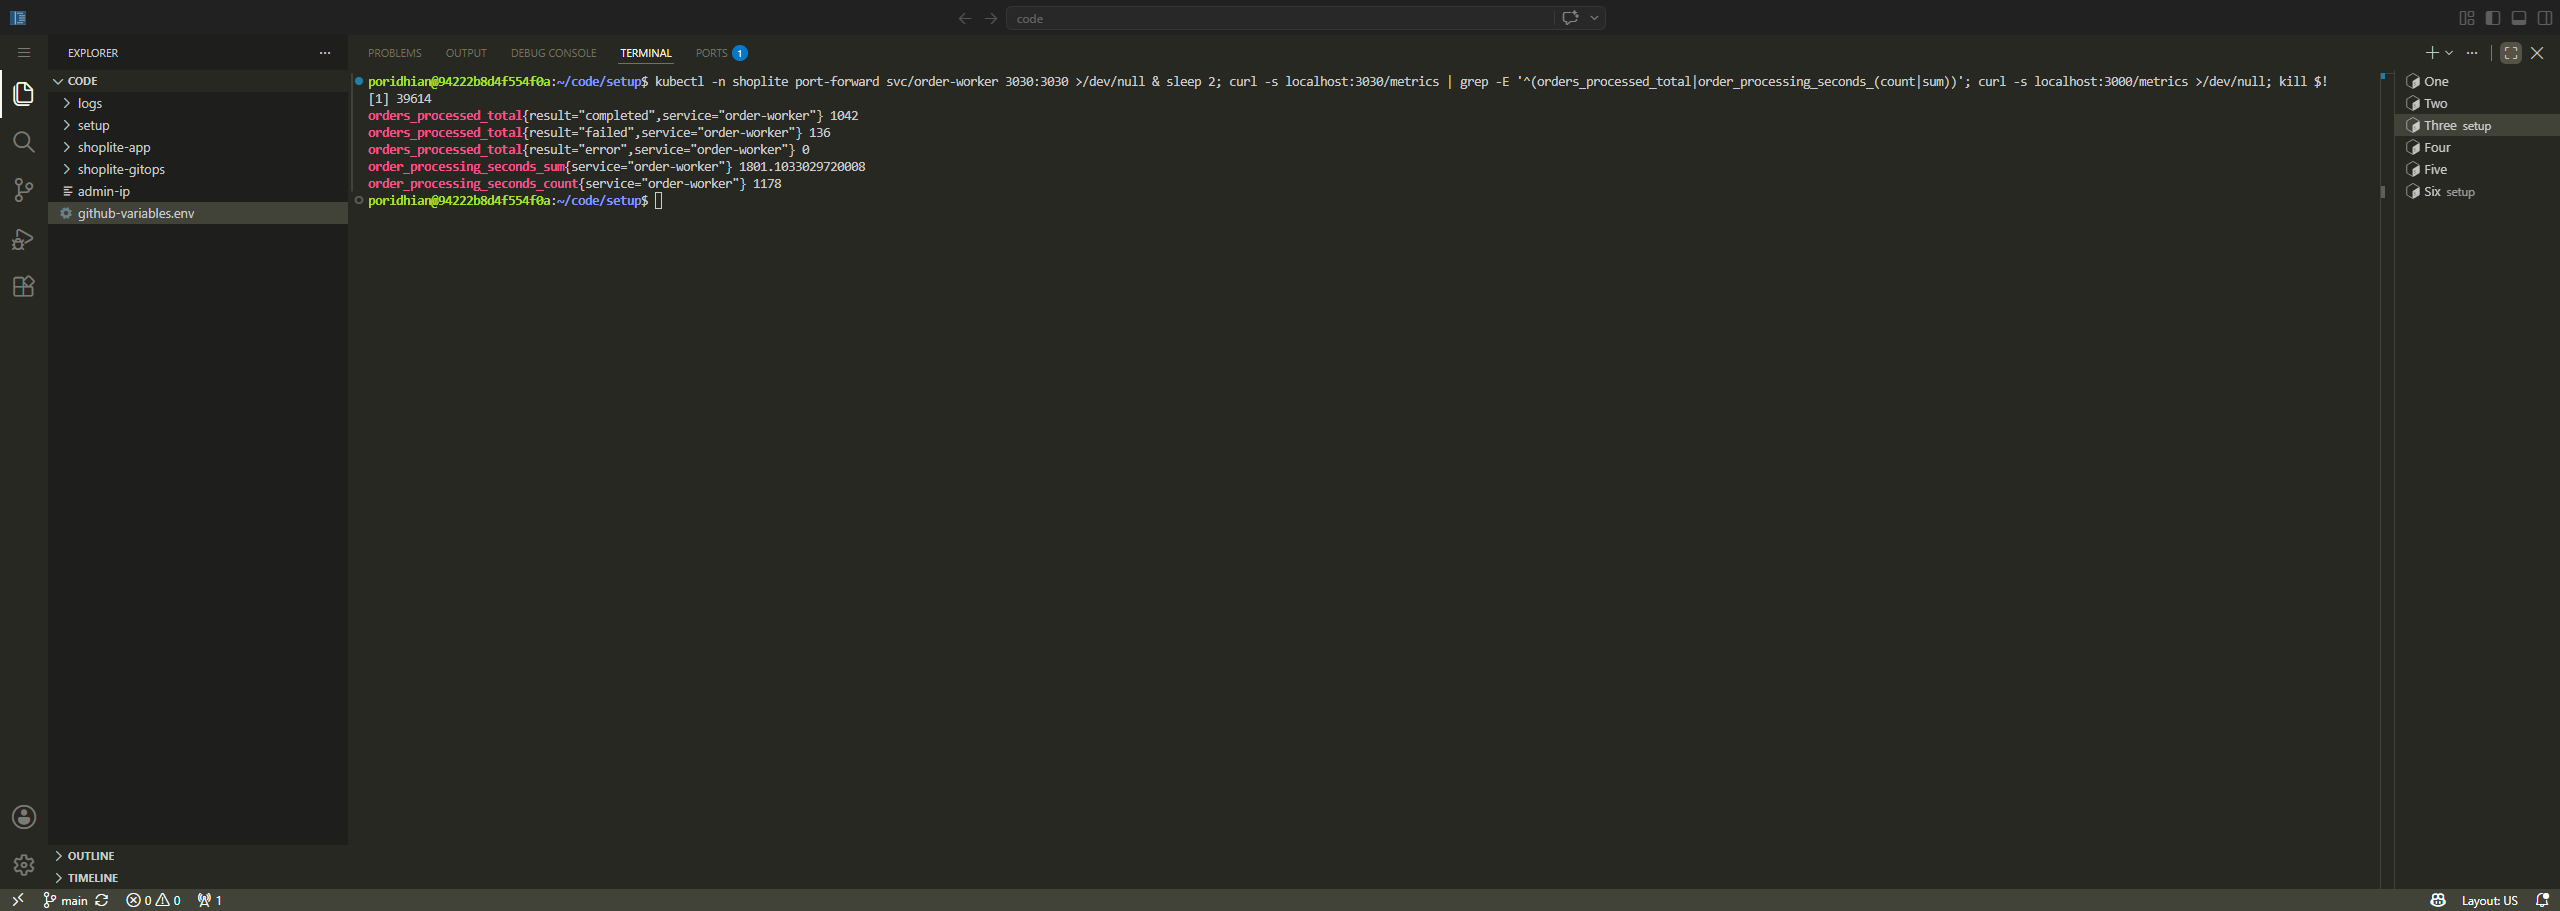 code
EXPLORER
PROBLEMS OUTPUT DEBUG CONSOLE TERMINAL PORTS 1
CODE
logs
setup
shoplite-app
shoplite-gitops
admin-ip
github-variables.env
poridhian@94222b8d4f554f0a:~/code/setup$ kubectl -n shoplite port-forward svc/order-worker 3030:3030 >/dev/null & sleep 2; curl -s localhost:3030/metrics | grep -E '^(orders_processed_total|order_processing_seconds_(count|sum))'; curl -s localhost:3000/metrics >/dev/null; kill $!
[1] 39614
orders_processed_total{result="completed",service="order-worker"} 1042
orders_processed_total{result="failed",service="order-worker"} 136
orders_processed_total{result="error",service="order-worker"} 0
order_processing_seconds_sum{service="order-worker"} 1801.1033029720008
order_processing_seconds_count{service="order-worker"} 1178
poridhian@94222b8d4f554f0a:~/code/setup$
One
Two
Three setup
Four
Five
Six setup
OUTLINE
TIMELINE
main 0 0 1
Layout: US